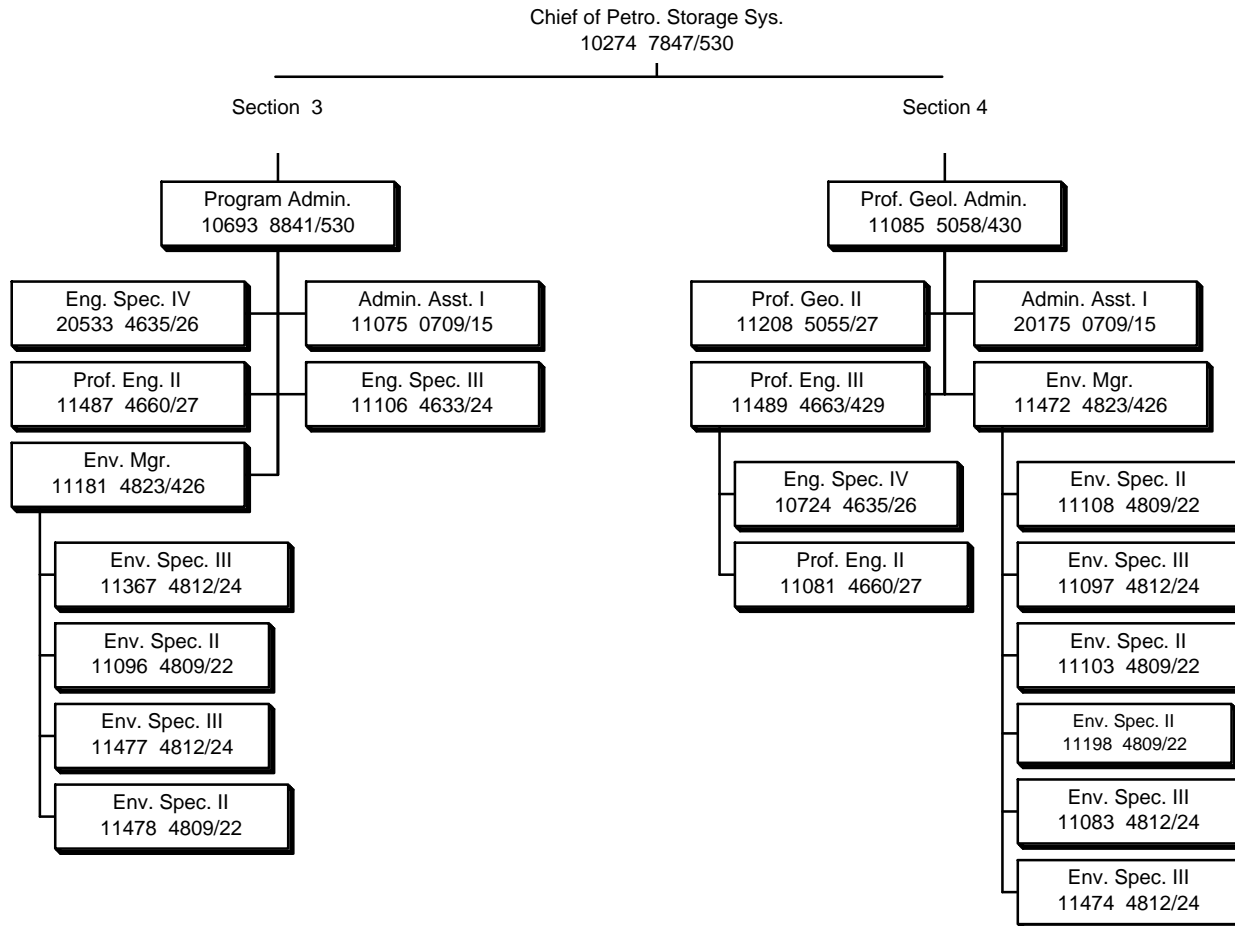 Chief of Petro. Storage Sys.
10274 7847/530
Section 3
Program Admin.
10693 8841/530
Eng. Spec. IV
20533 4635/26
Admin. Asst. I
11075 0709/15
Prof. Eng. II
11487 4660/27
Eng. Spec. III
11106 4633/24
Env. Mgr.
11181 4823/426
Env. Spec. III
11367 4812/24
Env. Spec. II
11096 4809/22
Env. Spec. III
11477 4812/24
Env. Spec. II
11478 4809/22
Section 4
Prof. Geol. Admin.
11085 5058/430
Prof. Geo. II
11208 5055/27
Admin. Asst. I
20175 0709/15
Prof. Eng. III
11489 4663/429
Env. Mgr.
11472 4823/426
Eng. Spec. IV
10724 4635/26
Prof. Eng. II
11081 4660/27
Env. Spec. II
11108 4809/22
Env. Spec. III
11097 4812/24
Env. Spec. II
11103 4809/22
Env. Spec. II
11198 4809/22
Env. Spec. III
11083 4812/24
Env. Spec. III
11474 4812/24